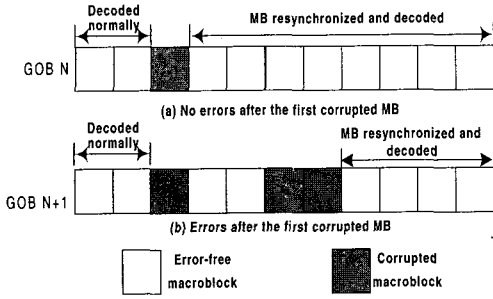 Decoded normally
MB resynchronized and decoded
GOB N
(a) No errors after the first corrupted MB
Decoded normally
MB resynchronized and decoded
GOB N+1
(b) Errors after the first corrupted MB
Error-free macroblock
Corrupted macroblock